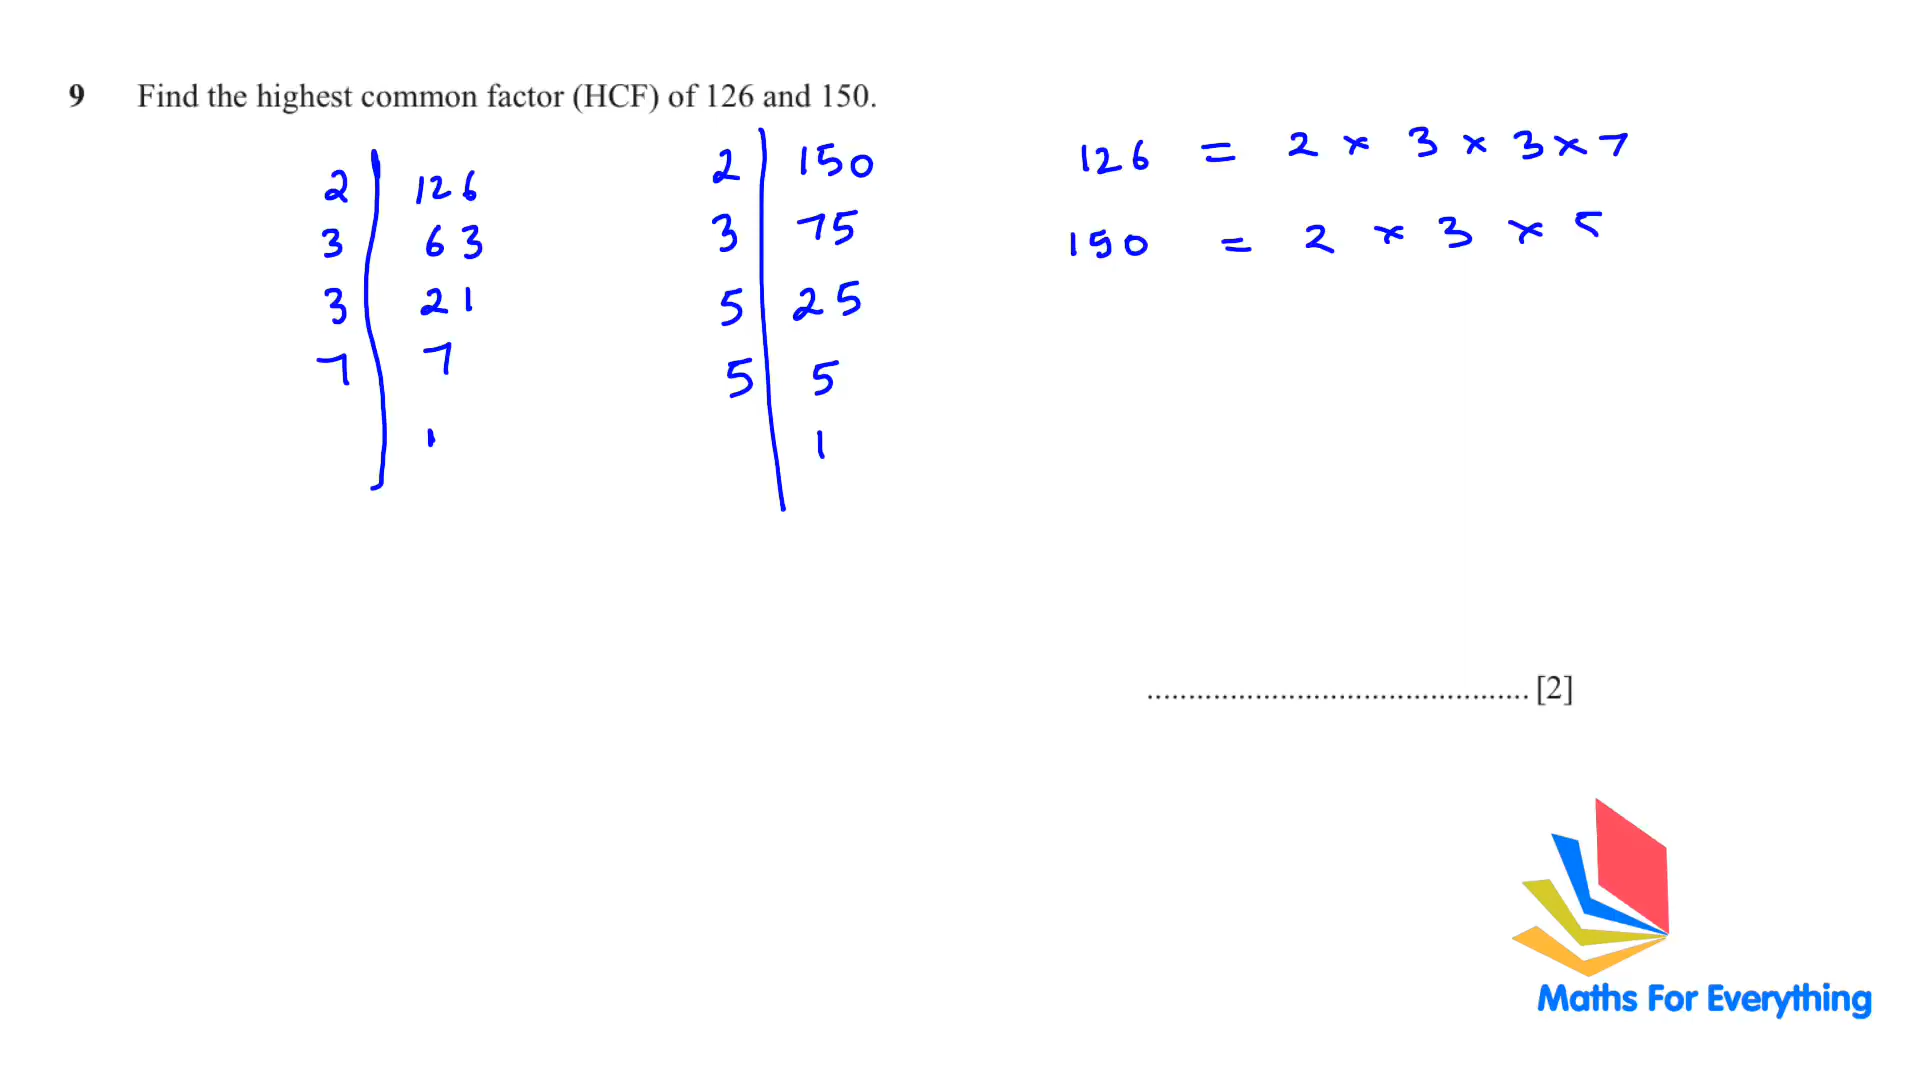 9 Find the highest common factor (HCF) of 126 and 150.
2 126
3 63
3 21
7 7
1
2 150
3 75
5 25
5 5
1
126 = 2 × 3 × 3 × 7
150 = 2 × 3 × 5
.............................................. [2]
Maths For Everything